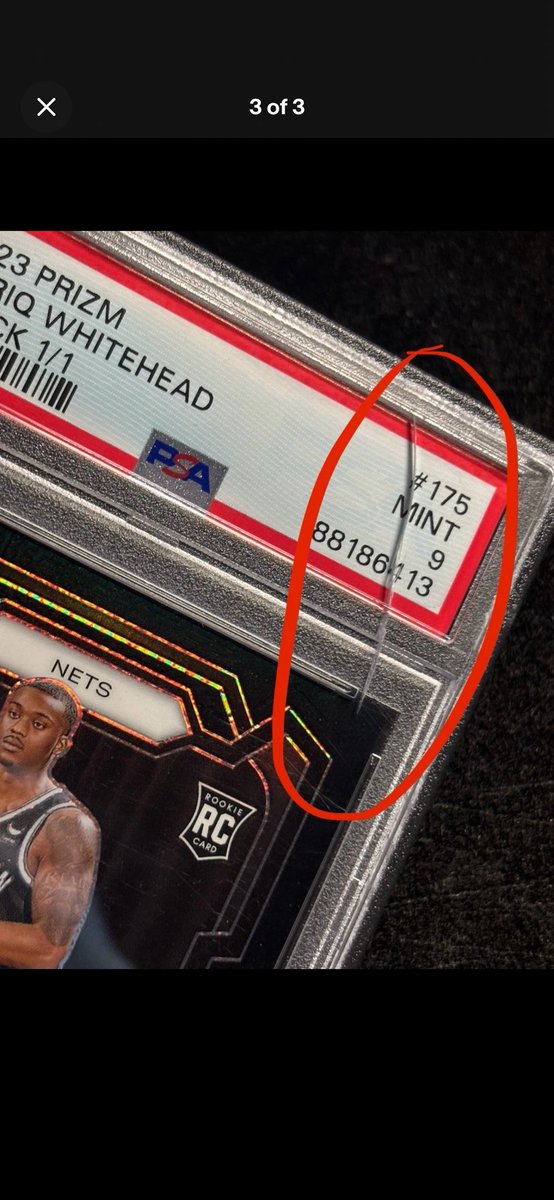 3 of 3
23 PRIZM
RIQ WHITEHEAD
CK 1/1
PSA
#175
MINT
9
88186413
NETS
ROOKIE
RC
CARD